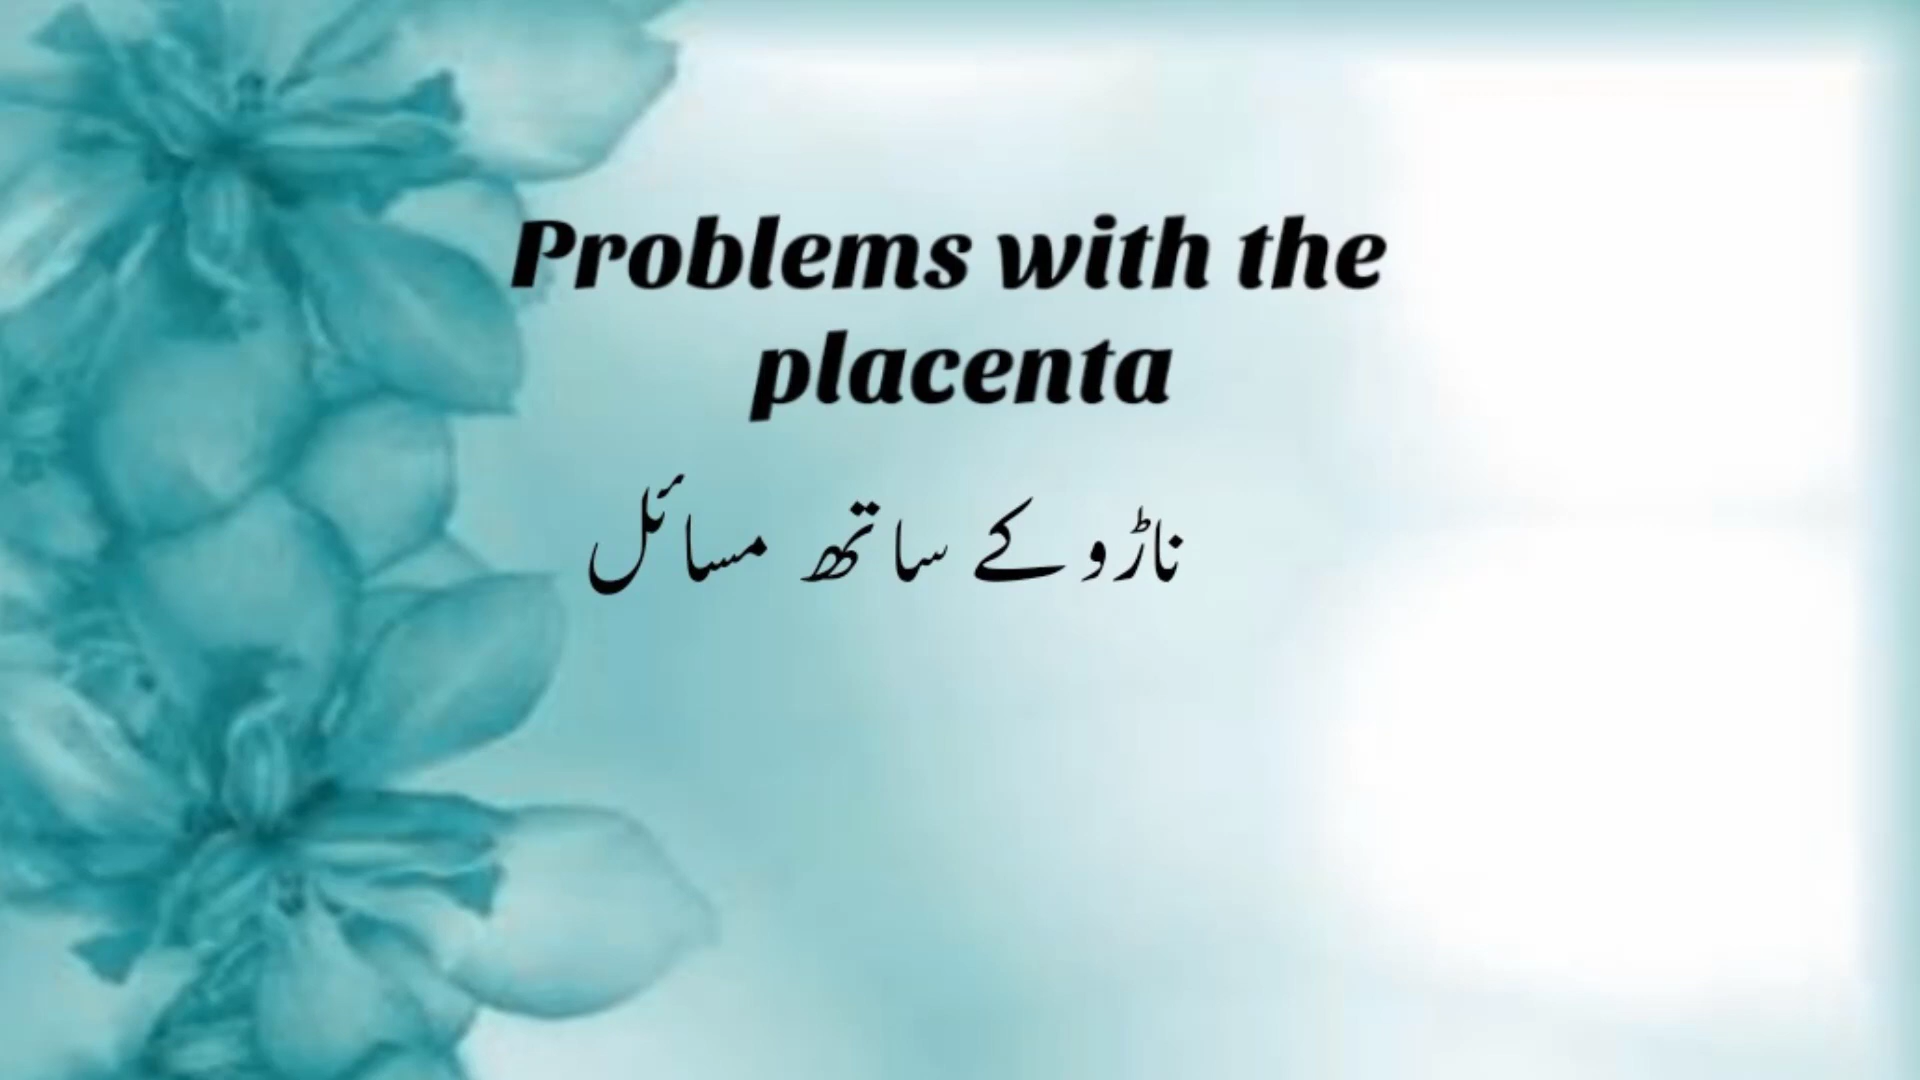 Problems with the
placenta
ناڑو کے ساتھ مسائل